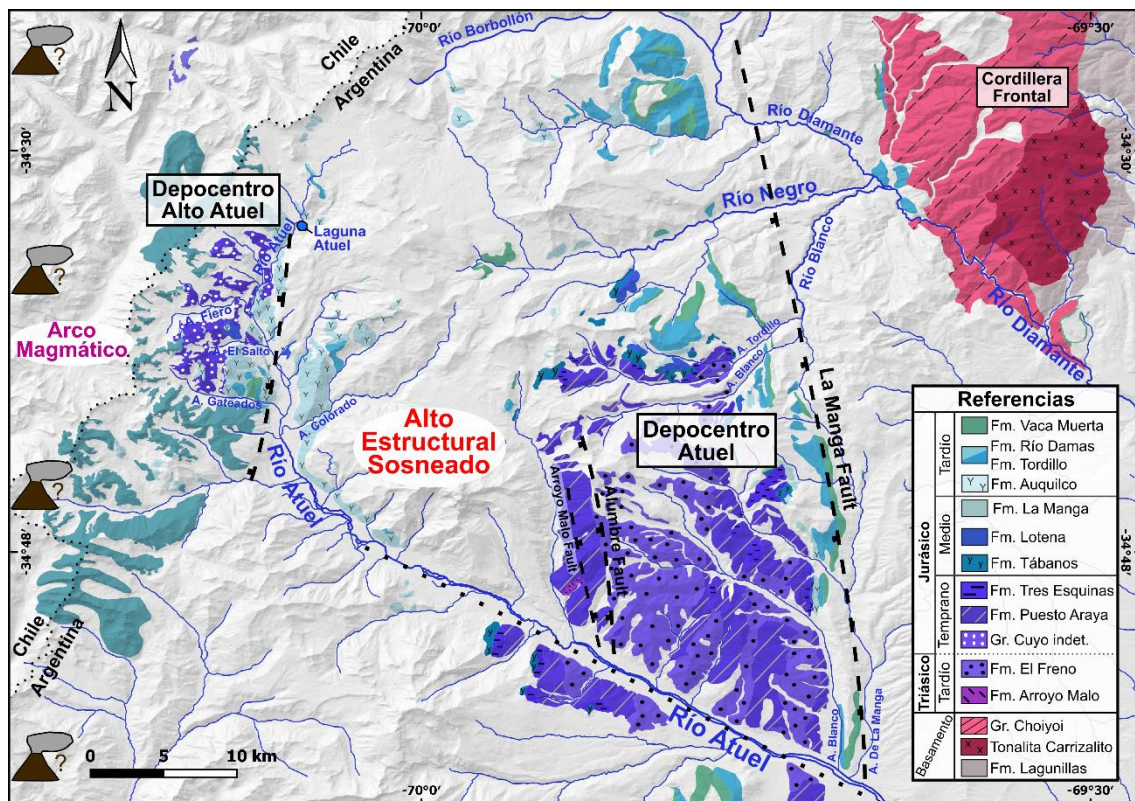 -70°0'
-69°30'
Río Borbollón
Chile
Argentina
?
N
Cordillera
Frontal
Río Diamante
-34°30'
-34°30'
Depocentro
Alto Atuel
Río Negro
Río Atuel
Laguna
Atuel
Río Blanco
?
A. Fiero
Río Diamante
Arco
Magmático
A. El Salto
A. Tordillo
A. Blanco
A. Gateados
A. Colorado
La Manga Fault
Alto
Estructural
Sosneado
Depocentro
Atuel
Río Atuel
Arroyo Malo Fault
Alumbre Fault
?
-34°48'
-34°48'
Chile
Argentina
Río Atuel
A. Blanco
A. De La Manga
?
0 5 10 km
-70°0'
-69°30'
Referencias
Jurásico
Tardío
Fm. Vaca Muerta
Fm. Río Damas
Fm. Tordillo
Fm. Auquilco
Medio
Fm. La Manga
Fm. Lotena
Fm. Tábanos
Temprano
Fm. Tres Esquinas
Fm. Puesto Araya
Gr. Cuyo indet.
Triásico
Tardío
Fm. El Freno
Fm. Arroyo Malo
Basamento
Gr. Choiyoi
Tonalita Carrizalito
Fm. Lagunillas